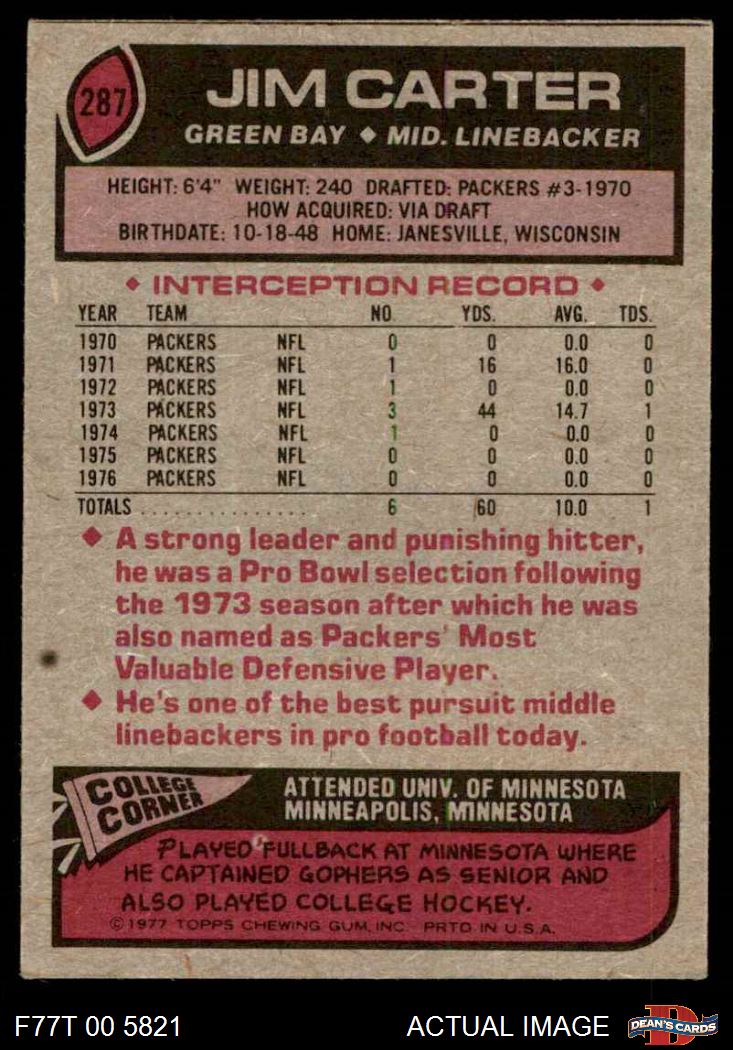 287
JIM CARTER
GREEN BAY ◆ MID. LINEBACKER
HEIGHT: 6'4" WEIGHT: 240 DRAFTED: PACKERS #3-1970
HOW ACQUIRED: VIA DRAFT
BIRTHDATE: 10-18-48 HOME: JANESVILLE, WISCONSIN
◆ INTERCEPTION RECORD ◆
YEAR TEAM NO. YDS. AVG. TDS.
1970 PACKERS NFL 0 0 0.0 0
1971 PACKERS NFL 1 16 16.0 0
1972 PACKERS NFL 1 0 0.0 0
1973 PACKERS NFL 3 44 14.7 1
1974 PACKERS NFL 1 0 0.0 0
1975 PACKERS NFL 0 0 0.0 0
1976 PACKERS NFL 0 0 0.0 0
TOTALS . . . . . . . . . . . . . . . . 6 60 10.0 1
◆ A strong leader and punishing hitter,
he was a Pro Bowl selection following
the 1973 season after which he was
also named as Packers' Most
Valuable Defensive Player.
◆ He's one of the best pursuit middle
linebackers in pro football today.
COLLEGE
CORNER
ATTENDED UNIV. OF MINNESOTA
MINNEAPOLIS, MINNESOTA
PLAYED FULLBACK AT MINNESOTA WHERE
HE CAPTAINED GOPHERS AS SENIOR AND
ALSO PLAYED COLLEGE HOCKEY.
© 1977 TOPPS CHEWING GUM, INC. PRTD IN U.S.A.
F77T 00 5821
ACTUAL IMAGE
D
DEAN'S CARDS